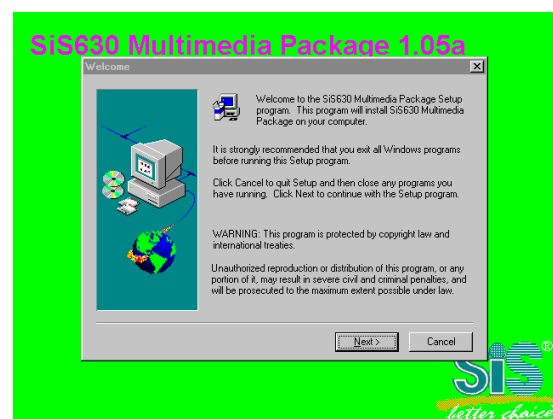 SiS630 Multimedia Package 1.05a
Welcome
Welcome to the SiS630 Multimedia Package Setup
program. This program will install SiS630 Multimedia
Package on your computer.
It is strongly recommended that you exit all Windows programs
before running this Setup program.
Click Cancel to quit Setup and then close any programs you
have running. Click Next to continue with the Setup program.
WARNING: This program is protected by copyright law and
international treaties.
Unauthorized reproduction or distribution of this program, or any
portion of it, may result in severe civil and criminal penalties, and
will be prosecuted to the maximum extent possible under law.
Next > Cancel
SiS®
better choice